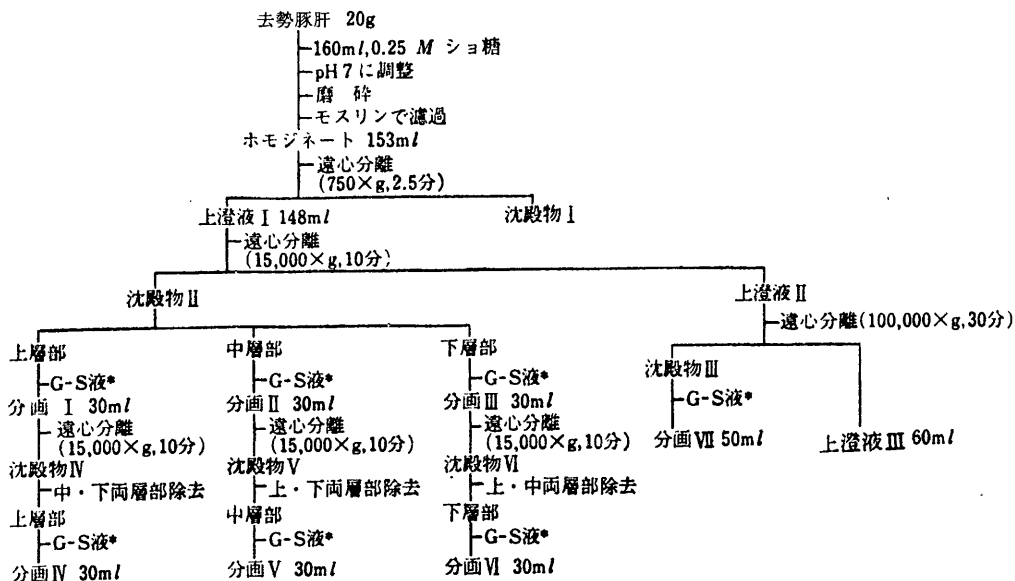 去勢豚肝 20g
160ml,0.25 M ショ糖
pH 7 に調整
磨 砕
モスリンで濾過
ホモジネート 153ml
遠心分離
(750×g,2.5分)
上澄液 I 148ml
沈殿物 I
遠心分離
(15,000×g,10分)
沈殿物 II
上澄液 II
遠心分離(100,000×g,30分)
上層部
中層部
下層部
沈殿物 III
G-S液*
G-S液*
G-S液*
G-S液*
分画 I 30ml
分画 II 30ml
分画 III 30ml
遠心分離
(15,000×g,10分)
遠心分離
(15,000×g,10分)
遠心分離
(15,000×g,10分)
分画 VII 50ml
上澄液 III 60ml
沈殿物 IV
沈殿物 V
沈殿物 VI
中・下両層部除去
上・下両層部除去
上・中両層部除去
上層部
中層部
下層部
G-S液*
G-S液*
G-S液*
分画 IV 30ml
分画 V 30ml
分画 VI 30ml